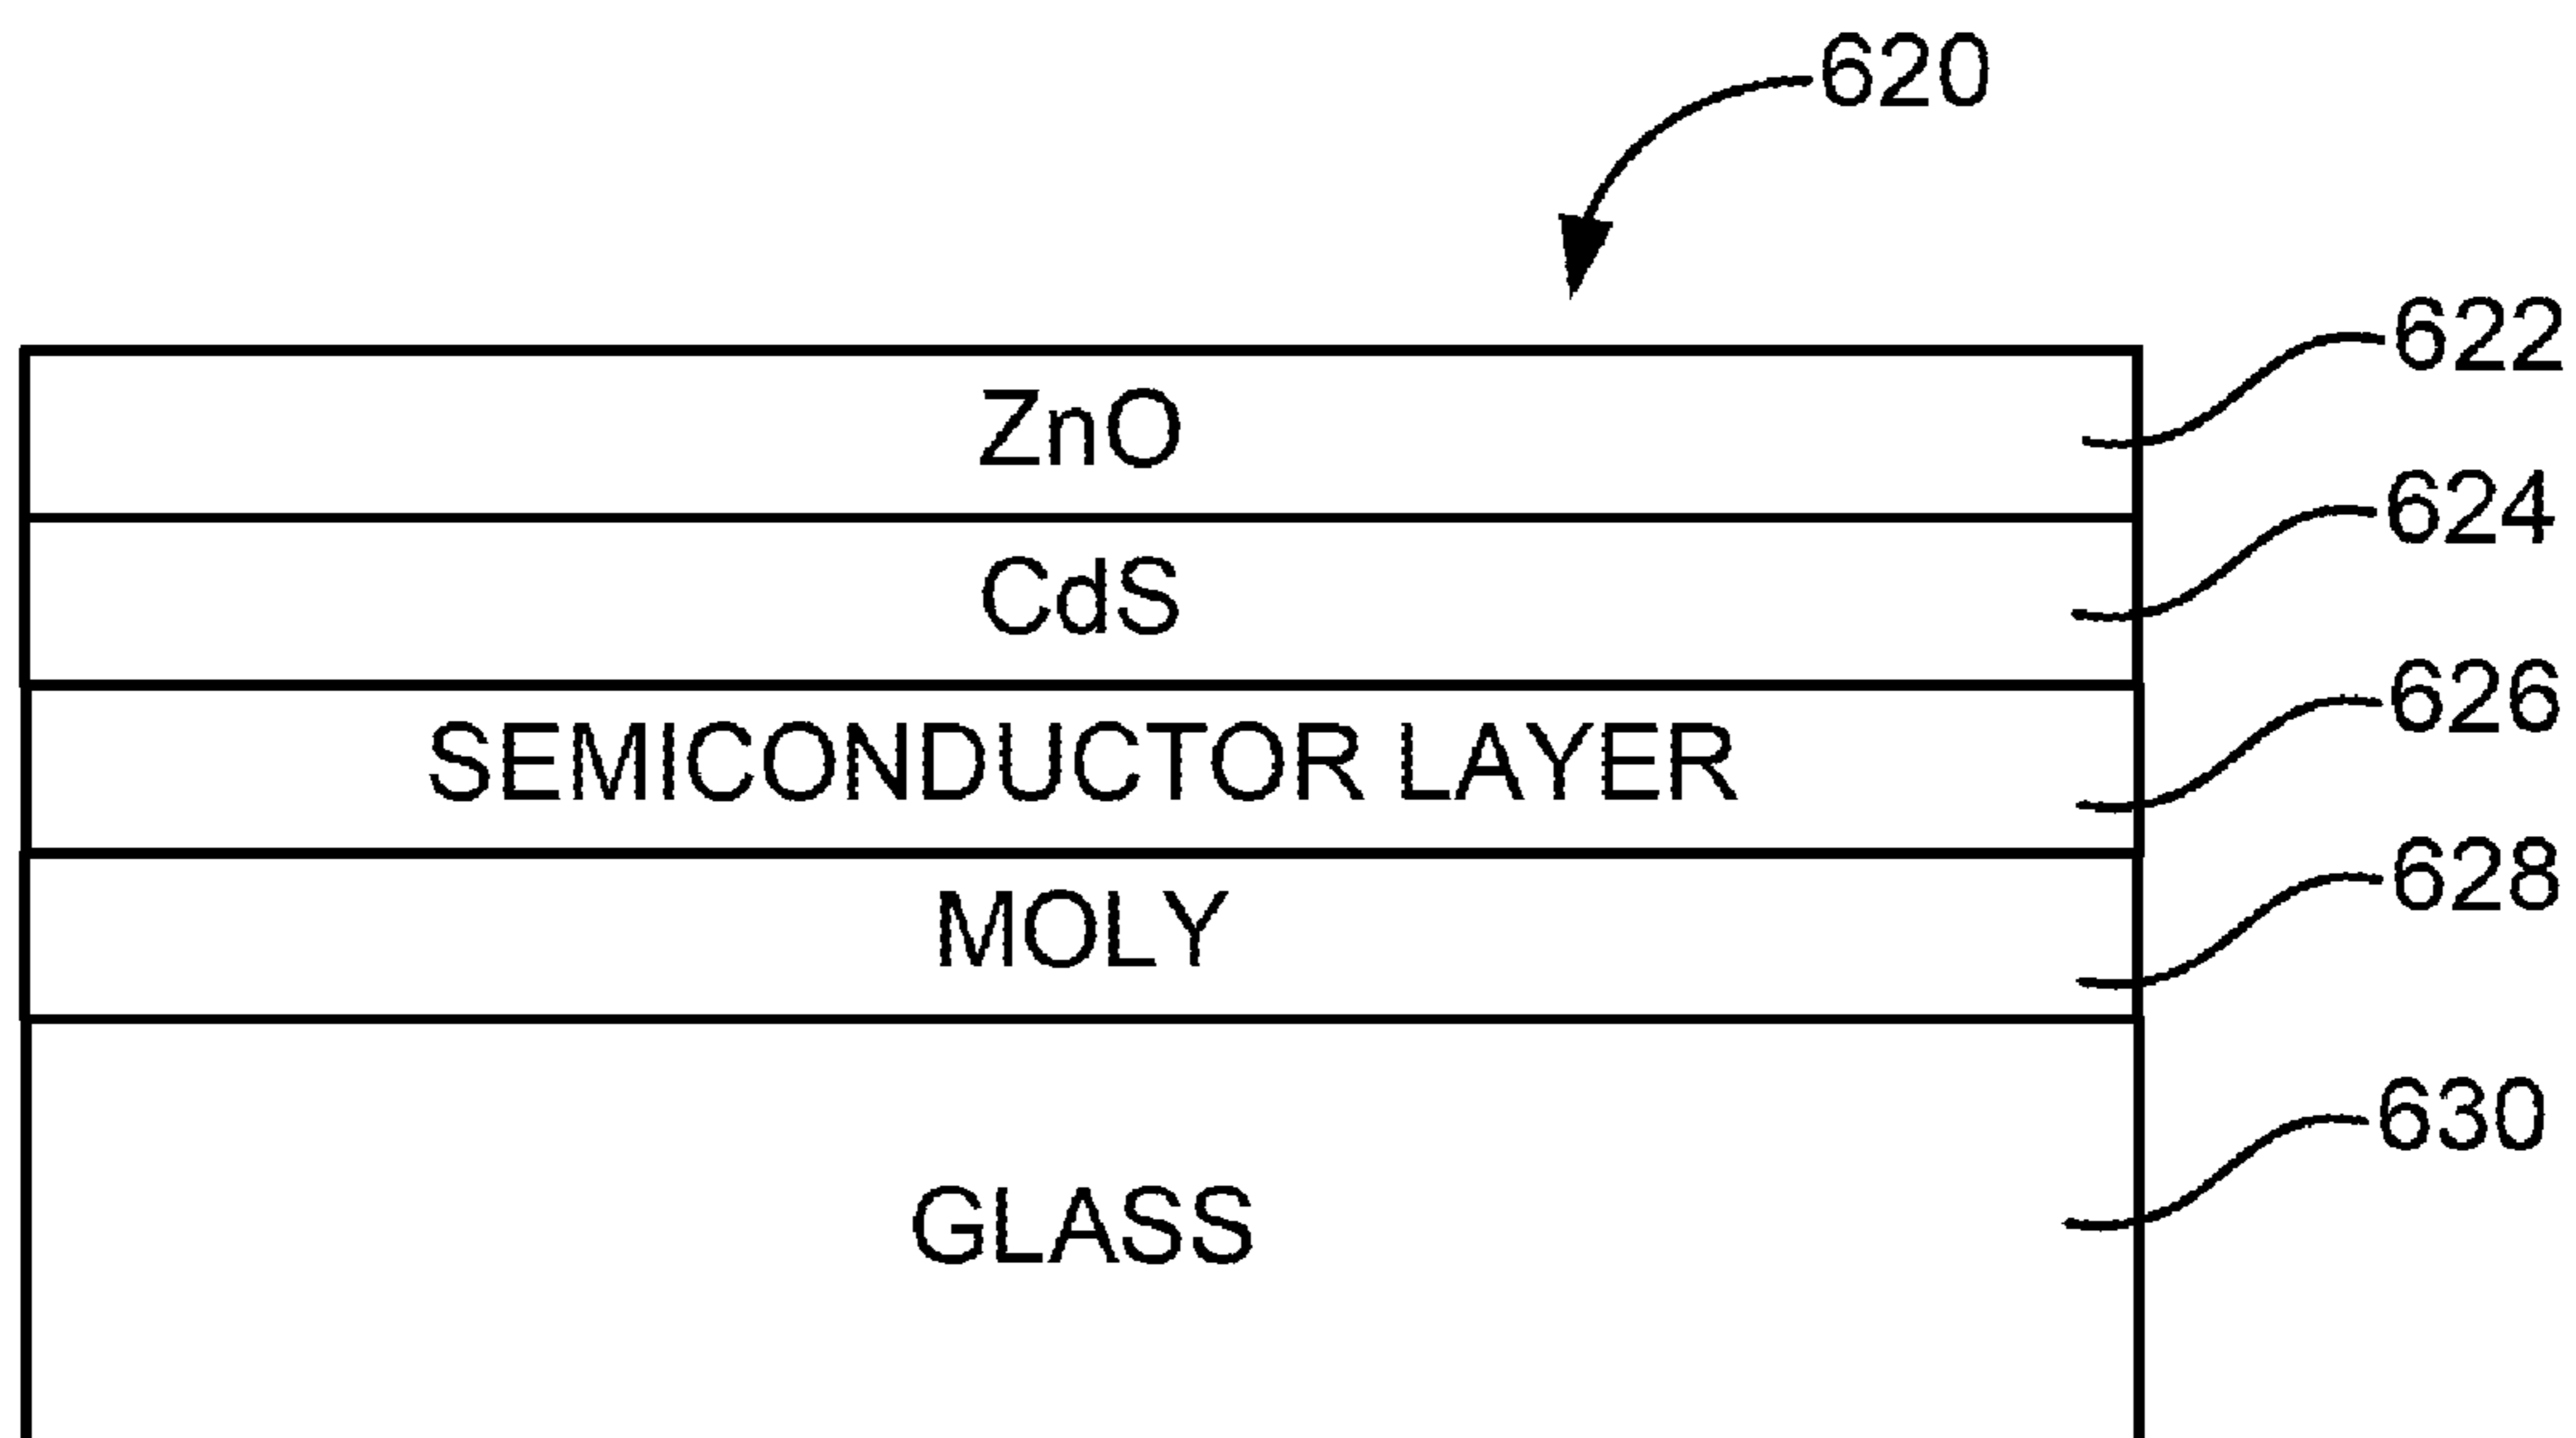 620
622
ZnO
624
CdS
626
SEMICONDUCTOR LAYER
628
MOLY
630
GLASS